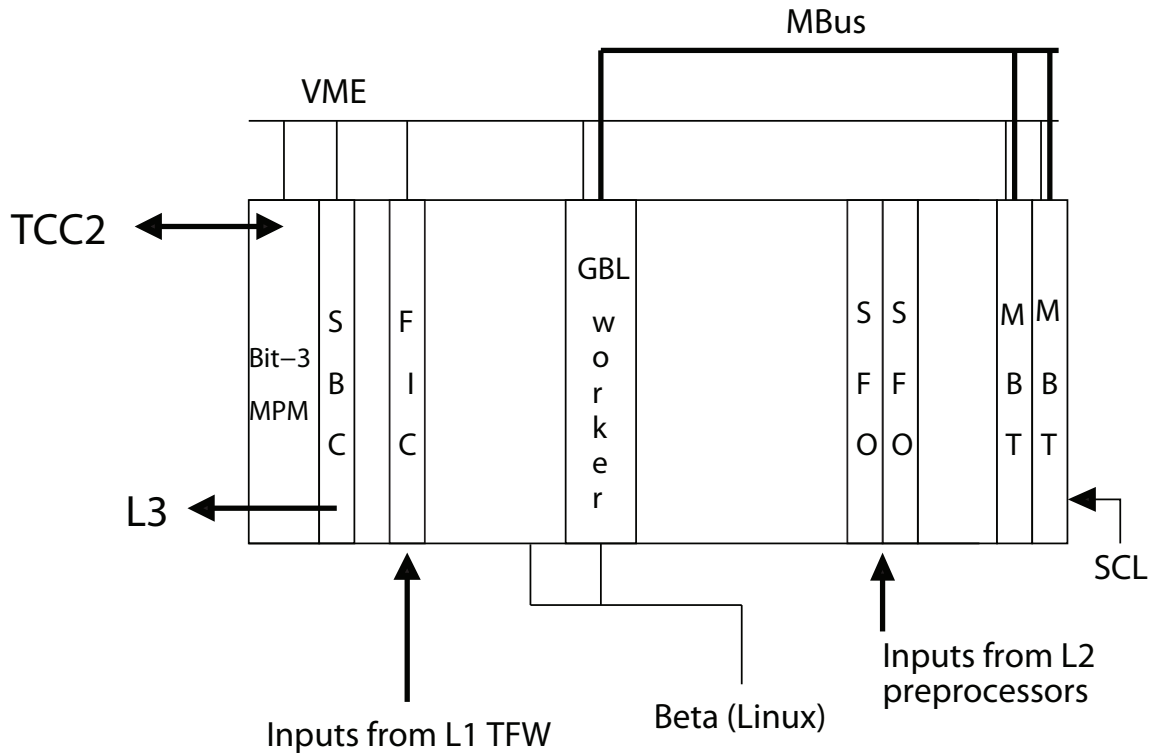 MBus
VME
TCC2
GBL
worker
Bit−3
MPM
SBC
FIC
SFO
SFO
MBT
MBT
L3
SCL
Inputs from L2
preprocessors
Beta (Linux)
Inputs from L1 TFW